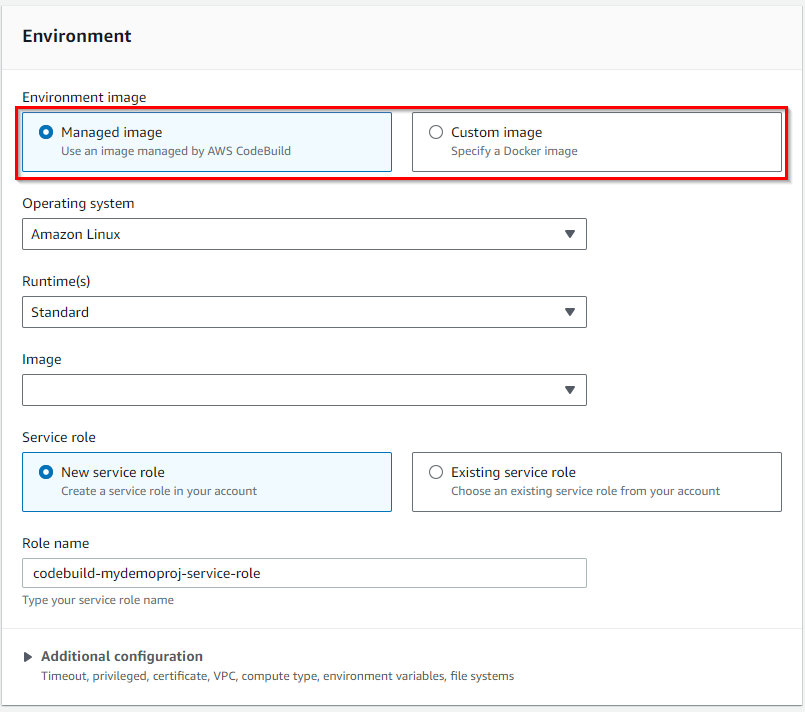 Environment
Environment image
Managed image
Use an image managed by AWS CodeBuild
Custom image
Specify a Docker image
Operating system
Amazon Linux
Runtime(s)
Standard
Image
Service role
New service role
Create a service role in your account
Existing service role
Choose an existing service role from your account
Role name
codebuild-mydemoproj-service-role
Type your service role name
Additional configuration
Timeout, privileged, certificate, VPC, compute type, environment variables, file systems